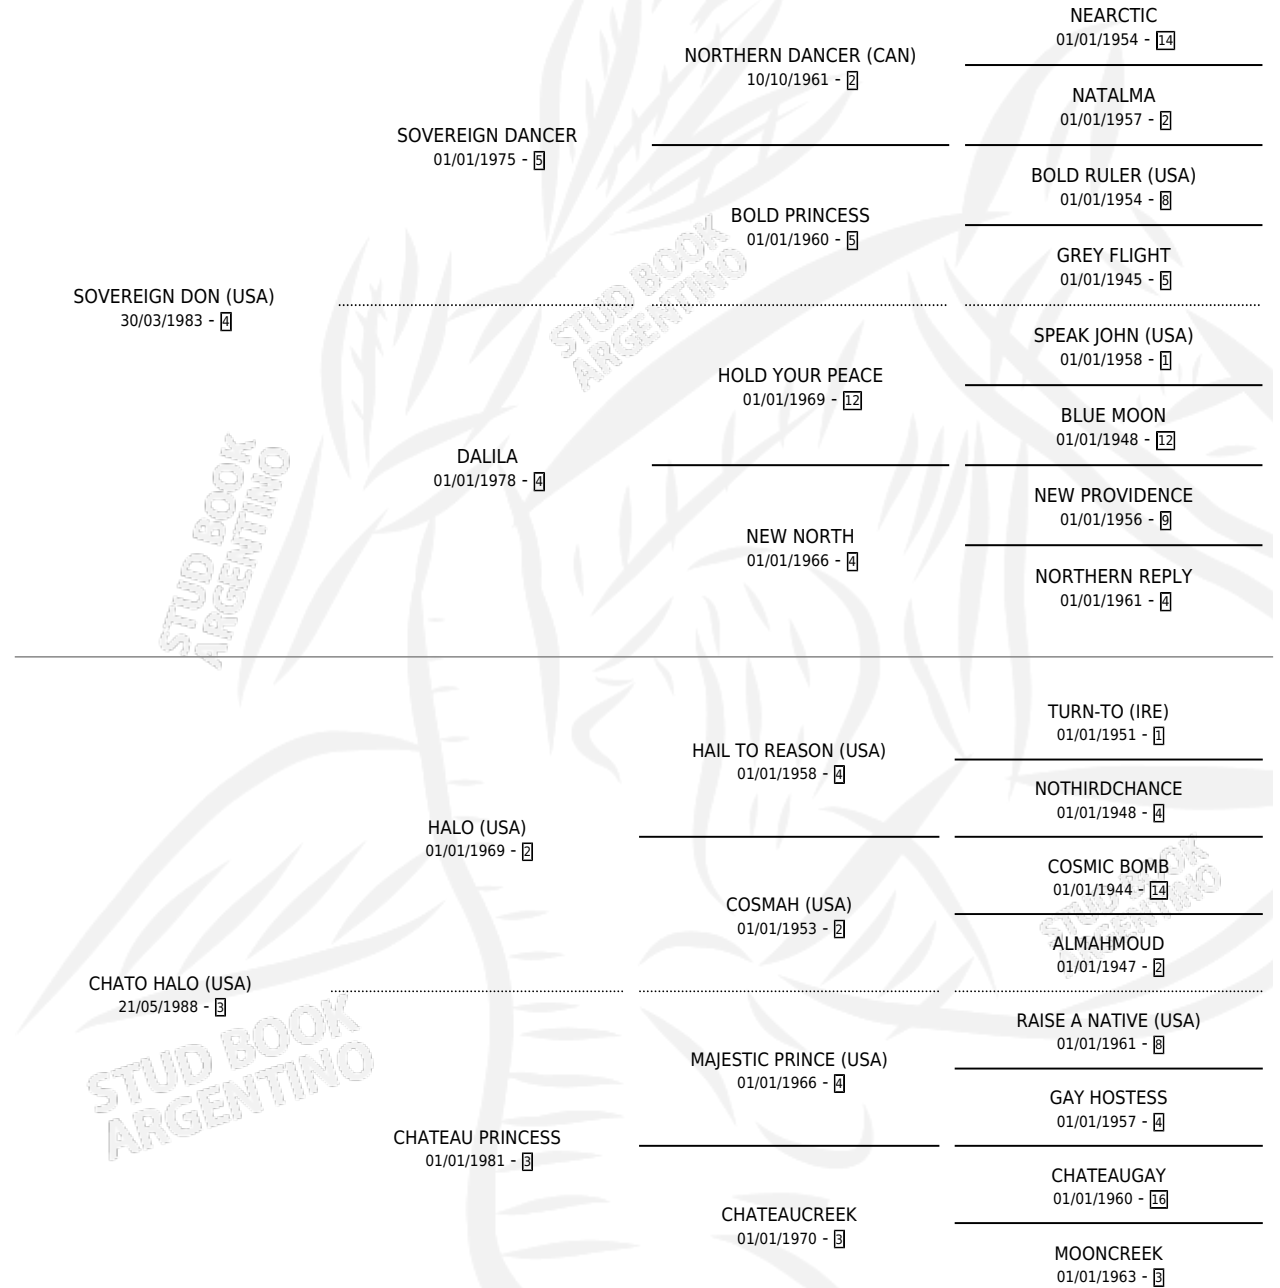 NEARCTIC
01/01/1954 - 14
NORTHERN DANCER (CAN)
10/10/1961 - 2
NATALMA
01/01/1957 - 2
SOVEREIGN DANCER
01/01/1975 - 5
BOLD RULER (USA)
01/01/1954 - 8
BOLD PRINCESS
01/01/1960 - 5
GREY FLIGHT
01/01/1945 - 5
SOVEREIGN DON (USA)
30/03/1983 - 4
STUD BOOK
ARGENTINO
SPEAK JOHN (USA)
01/01/1958 - 1
HOLD YOUR PEACE
01/01/1969 - 12
BLUE MOON
01/01/1948 - 12
DALILA
01/01/1978 - 4
NEW PROVIDENCE
01/01/1956 - 9
NEW NORTH
01/01/1966 - 4
NORTHERN REPLY
01/01/1961 - 4
STUD BOOK
ARGENTINO
TURN-TO (IRE)
01/01/1951 - 1
HAIL TO REASON (USA)
01/01/1958 - 4
NOTHIRDCHANCE
01/01/1948 - 4
HALO (USA)
01/01/1969 - 2
COSMIC BOMB
01/01/1944 - 14
COSMAH (USA)
01/01/1953 - 2
ALMAHMOUD
01/01/1947 - 2
STUD BOOK
ARGENTINO
CHATO HALO (USA)
21/05/1988 - 3
RAISE A NATIVE (USA)
01/01/1961 - 8
MAJESTIC PRINCE (USA)
01/01/1966 - 4
GAY HOSTESS
01/01/1957 - 4
STUD BOOK
ARGENTINO
CHATEAU PRINCESS
01/01/1981 - 3
CHATEAUGAY
01/01/1960 - 16
CHATEAUCREEK
01/01/1970 - 3
MOONCREEK
01/01/1963 - 3